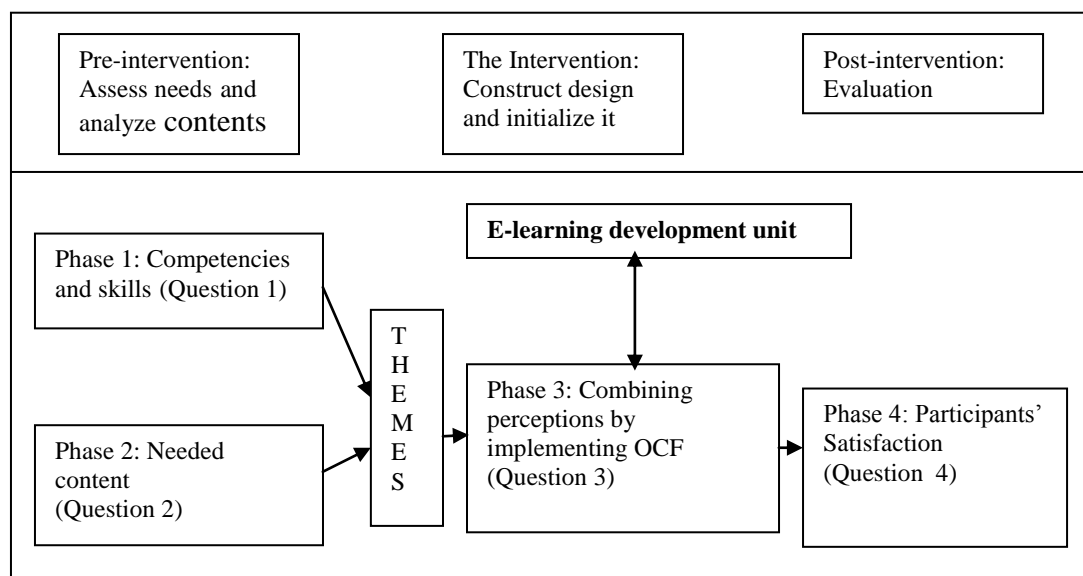 Pre-intervention:
Assess needs and
analyze contents
The Intervention:
Construct design
and initialize it
Post-intervention:
Evaluation
E-learning development unit
Phase 1: Competencies
and skills (Question 1)
Phase 2: Needed
content
(Question 2)
T
H
E
M
E
S
Phase 3: Combining
perceptions by
implementing OCF
(Question 3)
Phase 4: Participants’
Satisfaction
(Question 4)